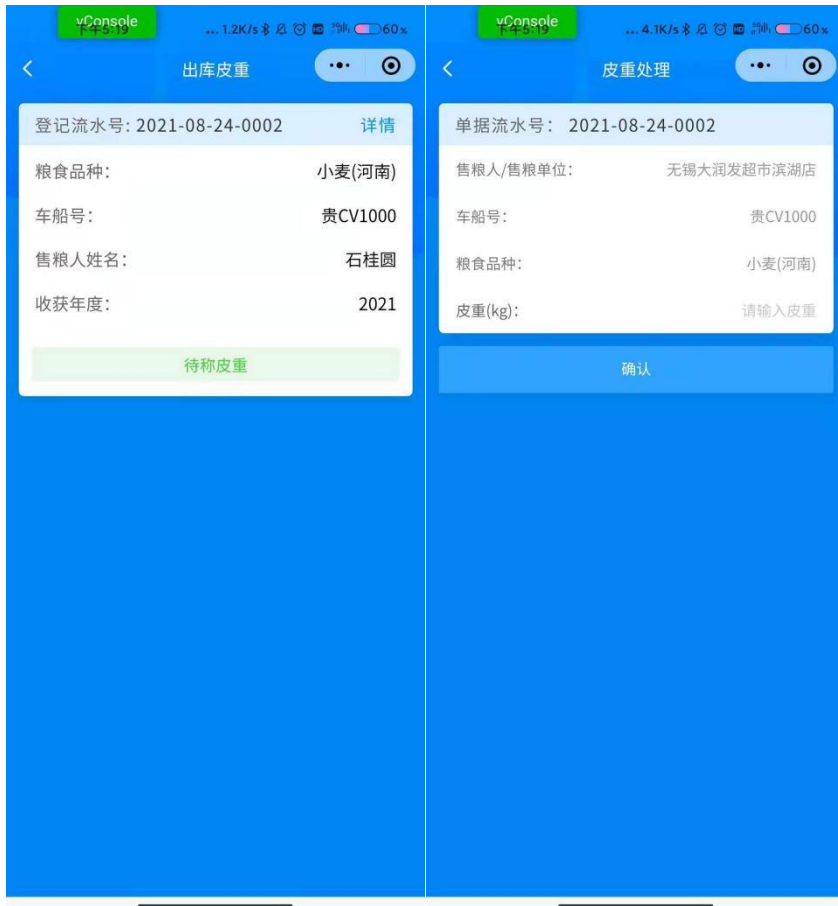 vConsole
下午5:19
... 1.2K/s
60%
出库皮重
登记流水号: 2021-08-24-0002
详情
粮食品种：
小麦(河南)
车船号：
贵CV1000
售粮人姓名：
石桂圆
收获年度：
2021
待称皮重
vConsole
下午5:19
... 4.1K/s
60%
皮重处理
单据流水号： 2021-08-24-0002
售粮人/售粮单位：
无锡大润发超市滨湖店
车船号：
贵CV1000
粮食品种：
小麦(河南)
皮重(kg)：
请输入皮重
确认